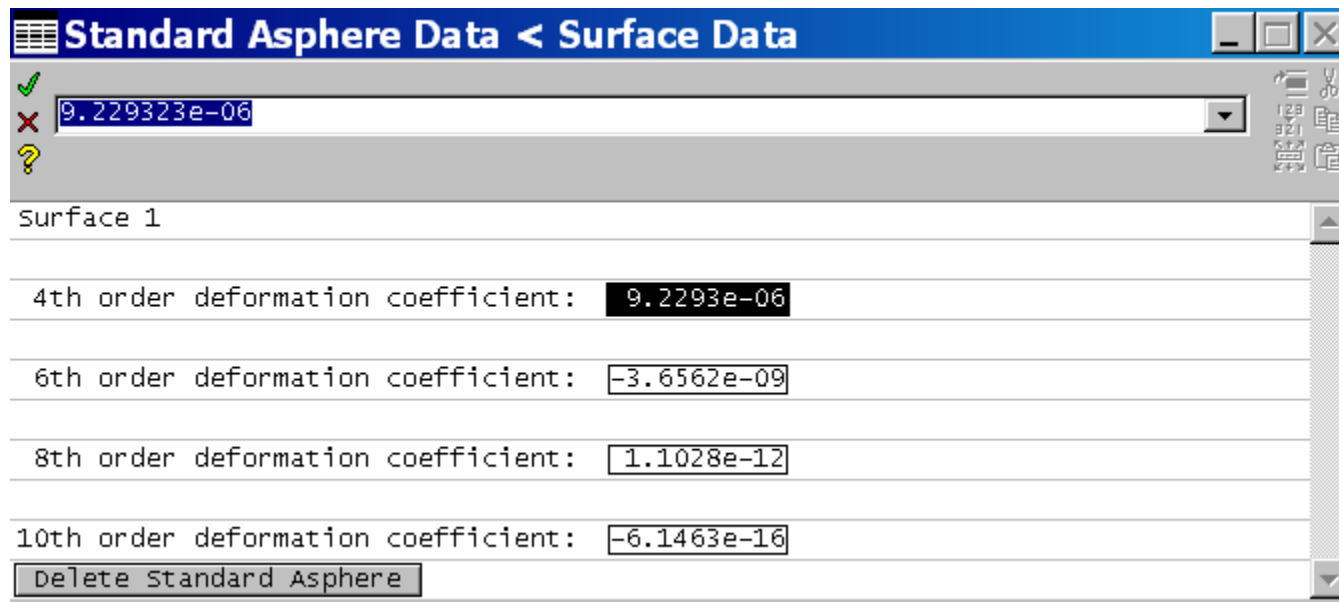 Standard Asphere Data < Surface Data
9.229323e-06
Surface 1
4th order deformation coefficient: 9.2293e-06
6th order deformation coefficient: -3.6562e-09
8th order deformation coefficient: 1.1028e-12
10th order deformation coefficient: -6.1463e-16
Delete Standard Asphere